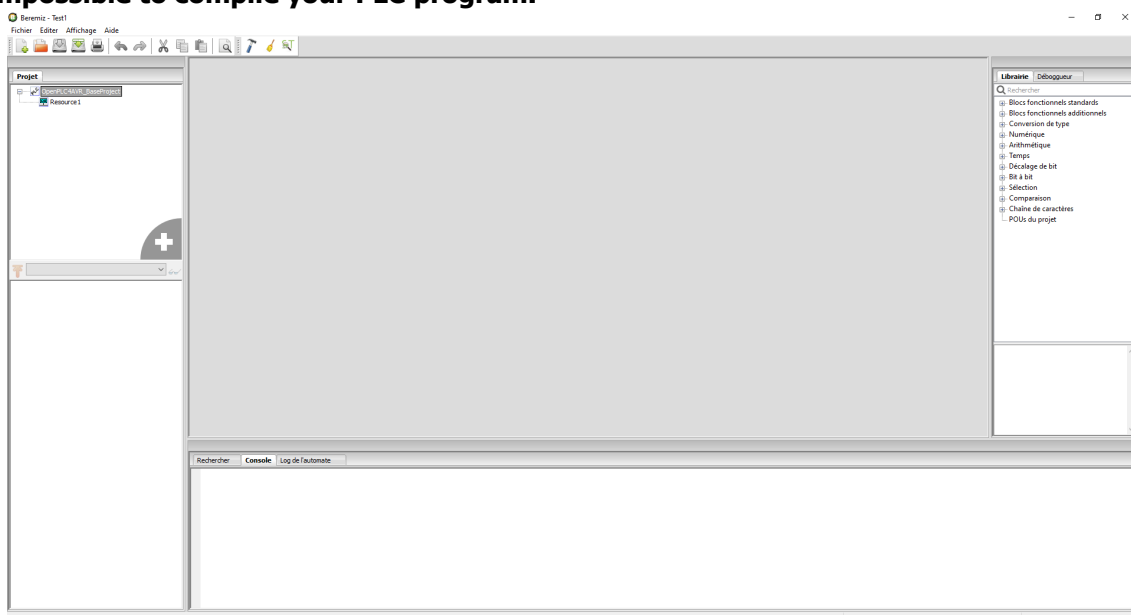 mpossible to compile your PLC program.
Beremiz - Test1
Fichier Editer Affichage Aide
Projet
OpenPLC4AVR_BaseProject
Resource1
Librairie Déboggueur
Rechercher
Blocs fonctionnels standards
Blocs fonctionnels additionnels
Conversion de type
Numérique
Arithmétique
Temps
Décalage de bit
Bit à bit
Sélection
Comparaison
Chaîne de caractères
POUs du projet
Rechercher Console Log de l'automate